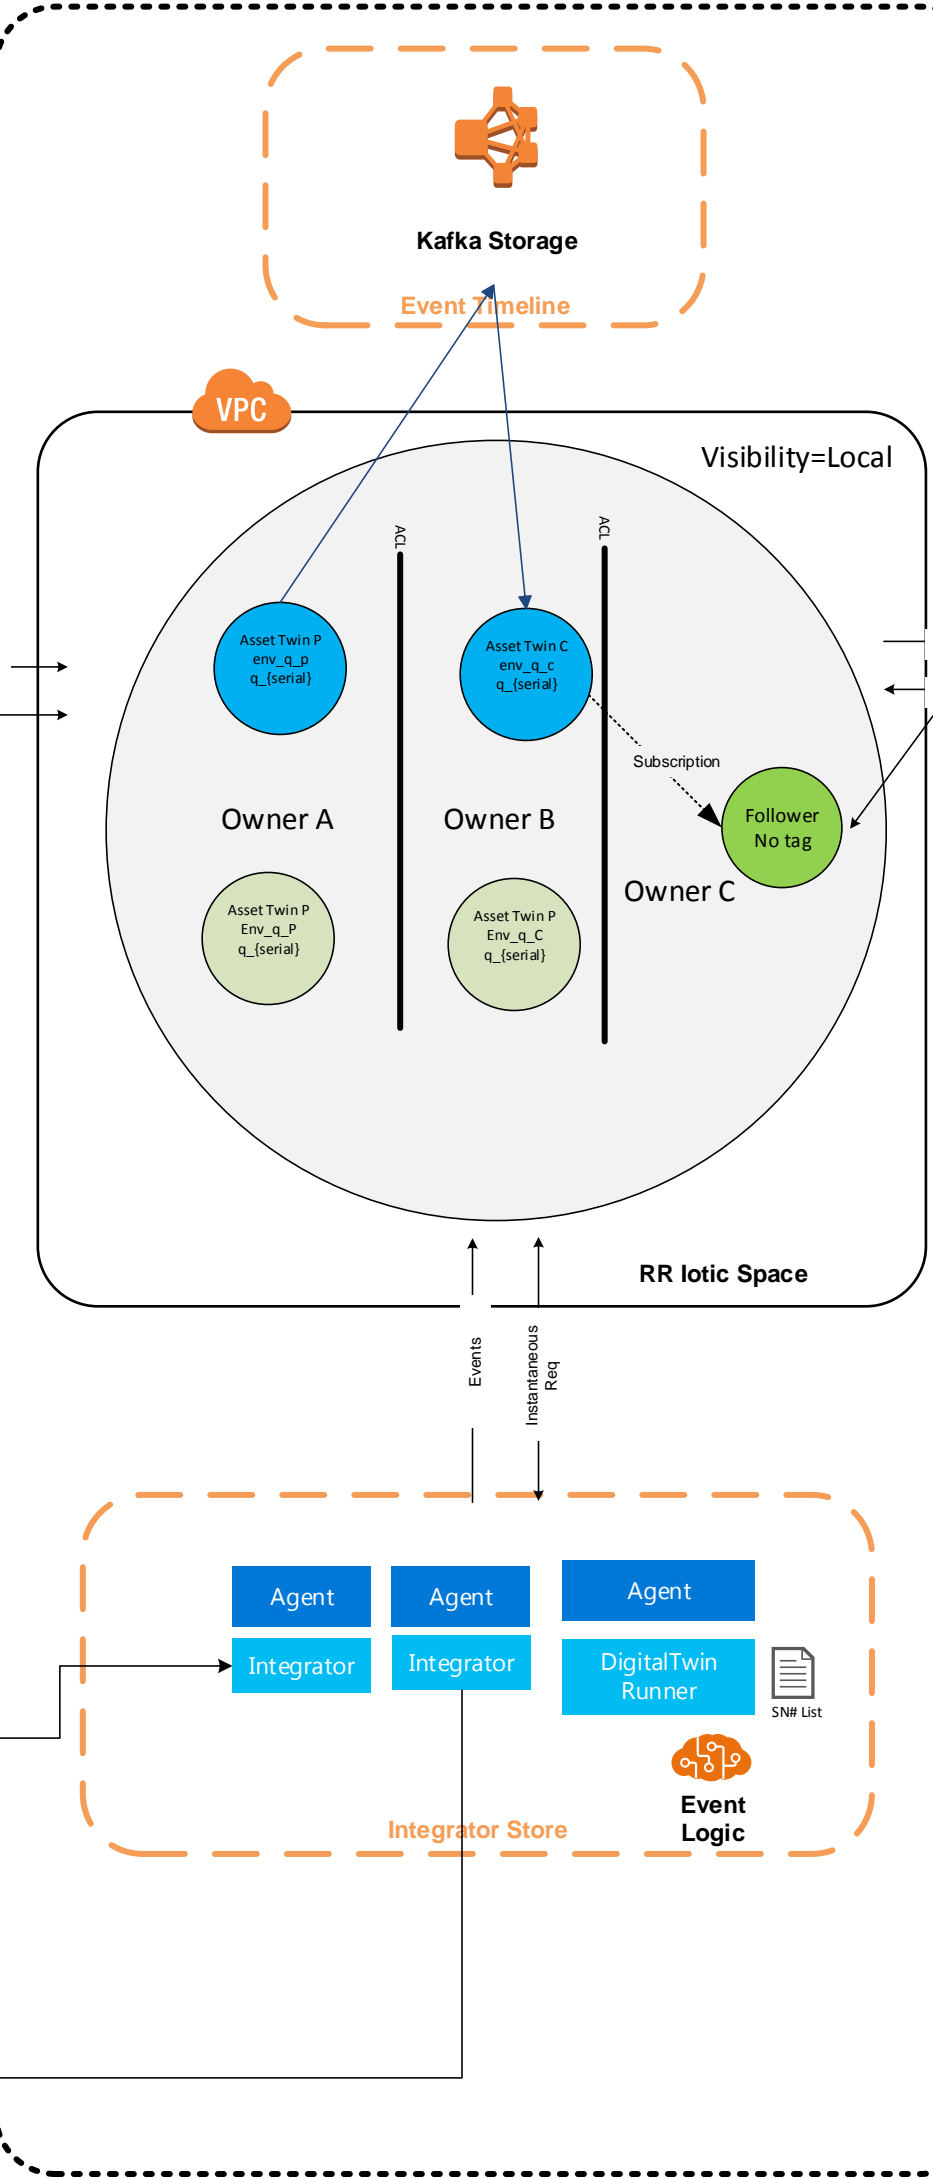 Kafka Storage
Event Timeline
VPC
Visibility=Local
ACL
ACL
Asset Twin P
env_q_p
q_{serial}
Asset Twin C
env_q_c
q_{serial}
Subscription
Follower
No tag
Owner A
Owner B
Owner C
Asset Twin P
Env_q_P
q_{serial}
Asset Twin P
Env_q_C
q_{serial}
RR Iotic Space
Events
Instantaneous
Req
Agent
Agent
Agent
Integrator
Integrator
DigitalTwin
Runner
SN# List
Event
Logic
Integrator Store